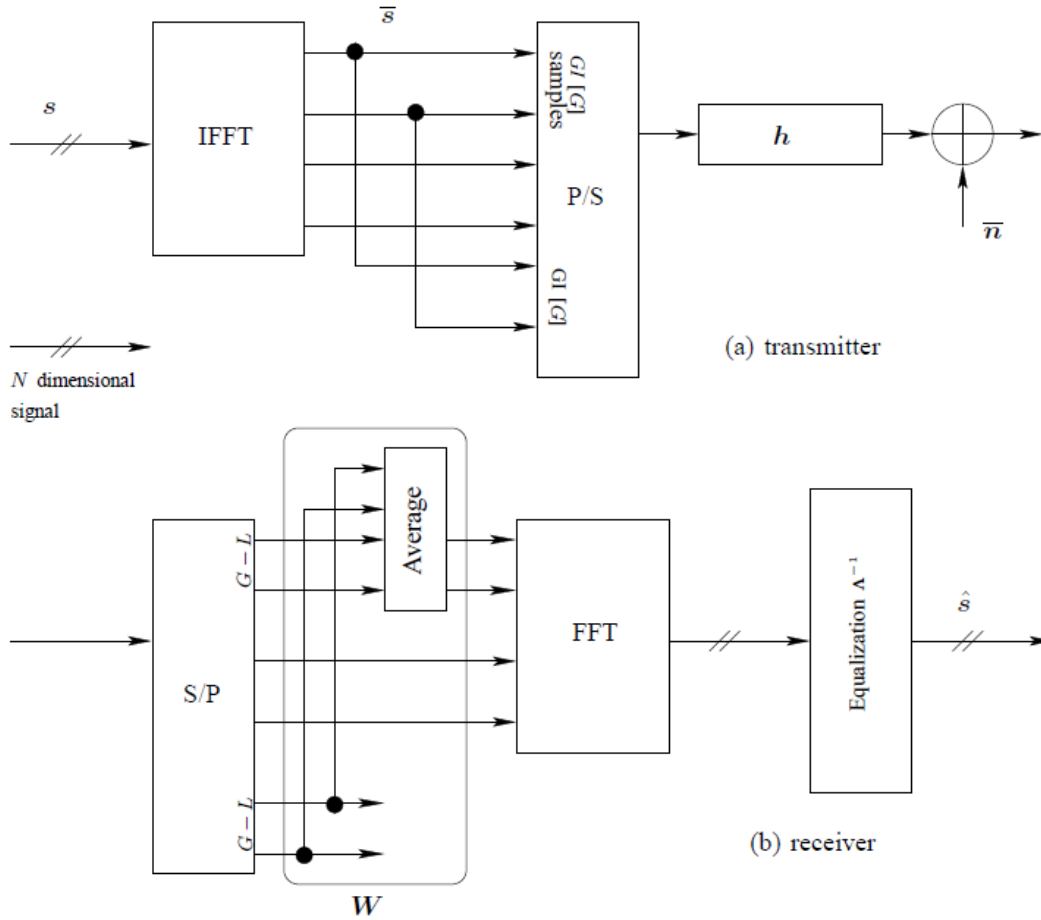 s̅
s
IFFT
GI [G]
samples
P/S
GI [G]
h
n̅
(a) transmitter
N dimensional
signal
S/P
G − L
G − L
Average
W
FFT
Equalization Λ⁻¹
ŝ
(b) receiver